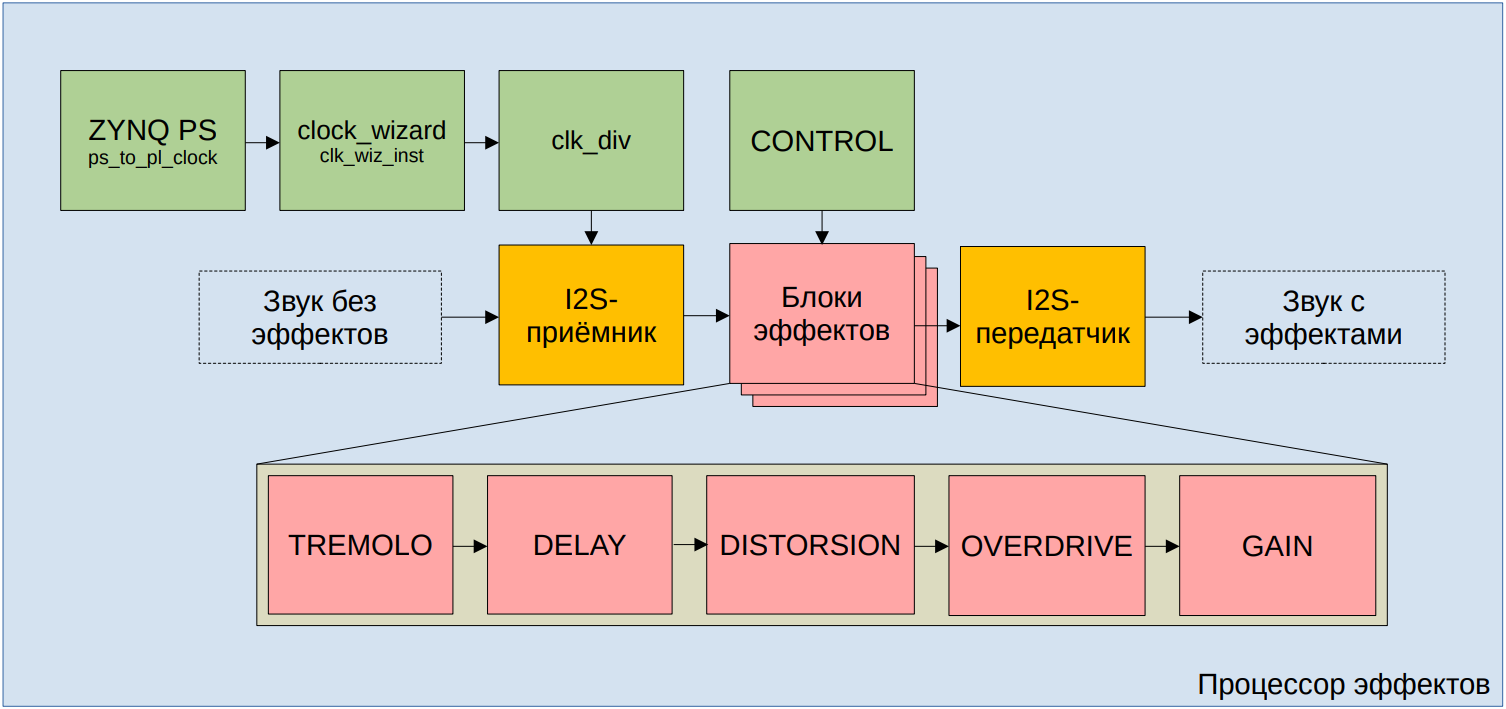 ZYNQ PS
ps_to_pl_clock
clock_wizard
clk_wiz_inst
clk_div
CONTROL
Звук без
эффектов
I2S-
приёмник
Блоки
эффектов
I2S-
передатчик
Звук с
эффектами
TREMOLO
DELAY
DISTORSION
OVERDRIVE
GAIN
Процессор эффектов